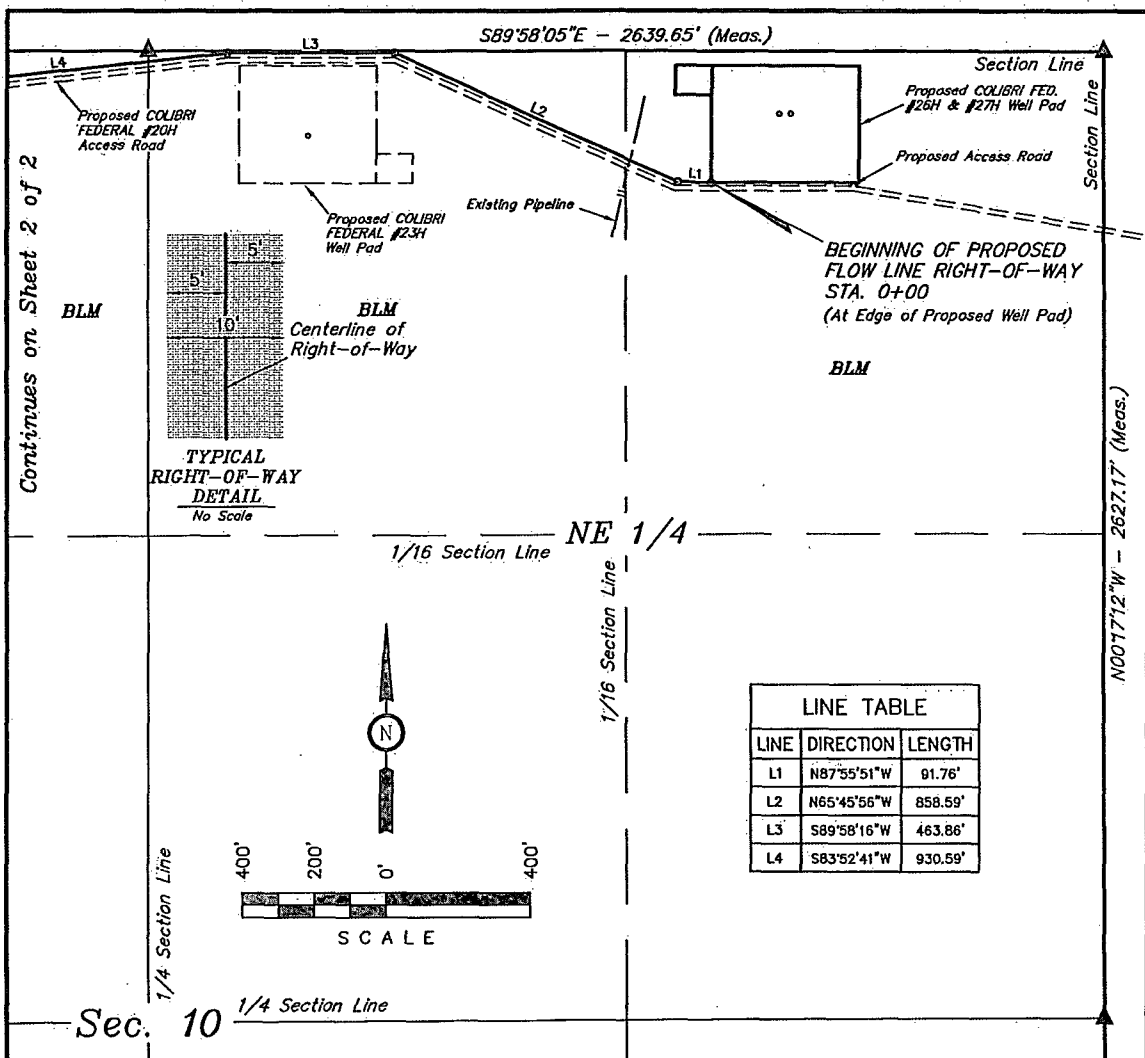 S89°58'05"E - 2639.65' (Meas.)
L4
L3
Section Line
Proposed COLIBRI
FEDERAL #20H
Access Road
L2
Proposed COLIBRI FED.
#26H & #27H Well Pad
Section Line
L1
Proposed Access Road
Existing Pipeline
Proposed COLIBRI
FEDERAL #23H
Well Pad
BEGINNING OF PROPOSED
FLOW LINE RIGHT-OF-WAY
STA. 0+00
(At Edge of Proposed Well Pad)
Continues on Sheet 2 of 2
5'
5'
10'
BLM
BLM
Centerline of
Right-of-Way
BLM
TYPICAL
RIGHT-OF-WAY
DETAIL
No Scale
N00°17'12"W - 2627.17' (Meas.)
NE 1/4
1/16 Section Line
1/16 Section Line
N
400'
200'
0'
400'
SCALE
LINE TABLE
LINE DIRECTION LENGTH
L1 N87°55'51"W 91.76'
L2 N65°45'56"W 858.59'
L3 S89°58'16"W 463.86'
L4 S83°52'41"W 930.59'
1/4 Section Line
1/4 Section Line
Sec. 10